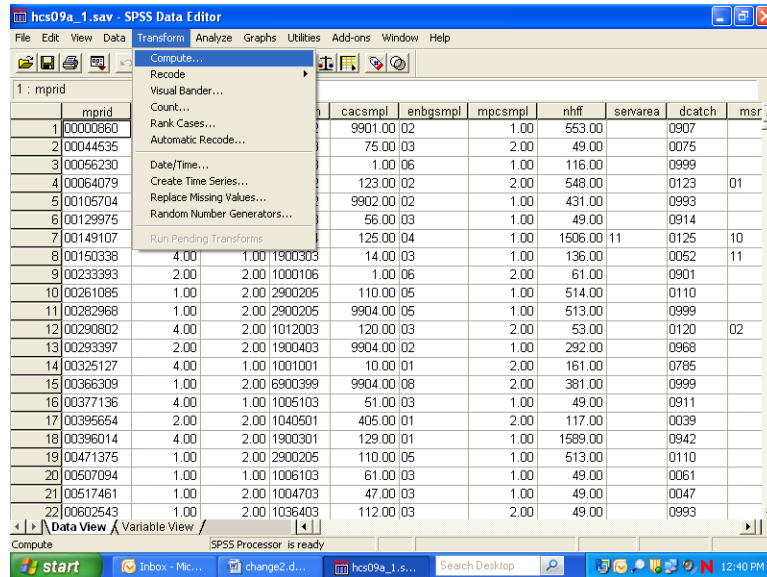 hcs09a_1.sav - SPSS Data Editor
File Edit View Data Transform Analyze Graphs Utilities Add-ons Window Help
1 : mprid
Compute...
Recode
Visual Bander...
Count...
Rank Cases...
Automatic Recode...
Date/Time...
Create Time Series...
Replace Missing Values...
Random Number Generators...
Run Pending Transforms
mprid cacsmpl enbgsmpl mpcsmpl nhff servarea dcatch msr
1 00000860 9901.00 02 1.00 553.00 0907
2 00044535 75.00 03 2.00 49.00 0075
3 00056230 1.00 06 1.00 116.00 0999
4 00064079 123.00 02 2.00 548.00 0123 01
5 00105704 9902.00 02 1.00 431.00 0993
6 00129975 56.00 03 1.00 49.00 0914
7 00149107 125.00 04 1.00 1506.00 11 0125 10
8 00150338 4.00 1.00 1900303 14.00 03 1.00 136.00 0052 11
9 00233393 2.00 2.00 1000106 1.00 06 2.00 61.00 0901
10 00261085 1.00 2.00 2900205 110.00 05 1.00 514.00 0110
11 00282968 1.00 2.00 2900205 9904.00 05 1.00 513.00 0999
12 00290802 4.00 2.00 1012003 120.00 03 2.00 53.00 0120 02
13 00293397 2.00 2.00 1900403 9904.00 02 1.00 292.00 0968
14 00325127 4.00 1.00 1001001 10.00 01 2.00 161.00 0785
15 00366309 1.00 2.00 6900399 9904.00 08 2.00 381.00 0999
16 00377136 4.00 1.00 1005103 51.00 03 1.00 49.00 0911
17 00395654 2.00 2.00 1040501 405.00 01 2.00 117.00 0039
18 00396014 4.00 2.00 1900301 129.00 01 1.00 1589.00 0942
19 00471375 1.00 2.00 2900205 110.00 05 1.00 513.00 0110
20 00507094 1.00 1.00 1006103 61.00 03 1.00 49.00 0061
21 00517461 1.00 2.00 1004703 47.00 03 1.00 49.00 0047
22 00602543 1.00 2.00 1036403 112.00 03 2.00 49.00 0993
Data View Variable View
Compute SPSS Processor is ready
start Inbox - Mic... change2.d... hcs09a_1.s... Search Desktop 12:40 PM